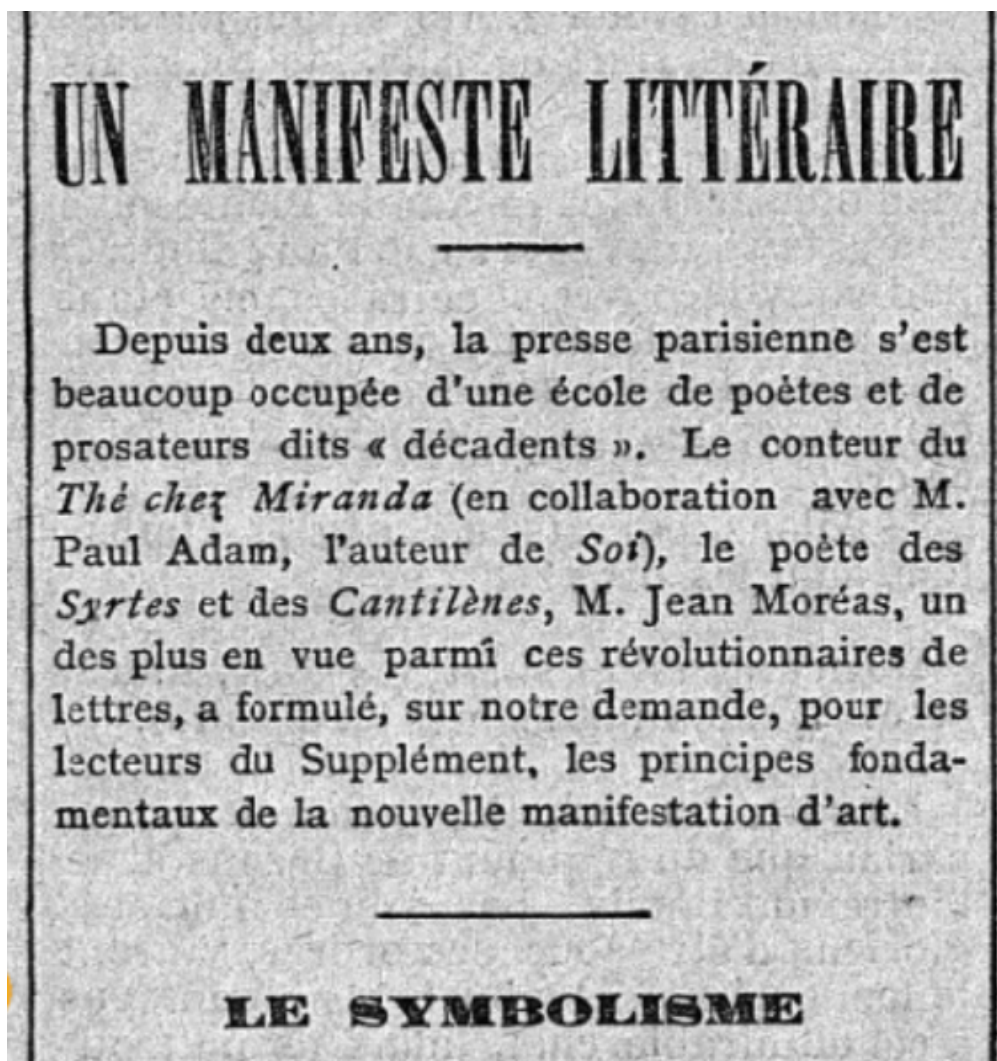 UN MANIFESTE LITTÉRAIRE
Depuis deux ans, la presse parisienne s'est
beaucoup occupée d'une école de poètes et de
prosateurs dits « décadents ». Le conteur du
Thé chez Miranda (en collaboration avec M.
Paul Adam, l'auteur de Soi), le poète des
Syrtes et des Cantilènes, M. Jean Moréas, un
des plus en vue parmi ces révolutionnaires de
lettres, a formulé, sur notre demande, pour les
lecteurs du Supplément, les principes fonda-
mentaux de la nouvelle manifestation d'art.
LE SYMBOLISME